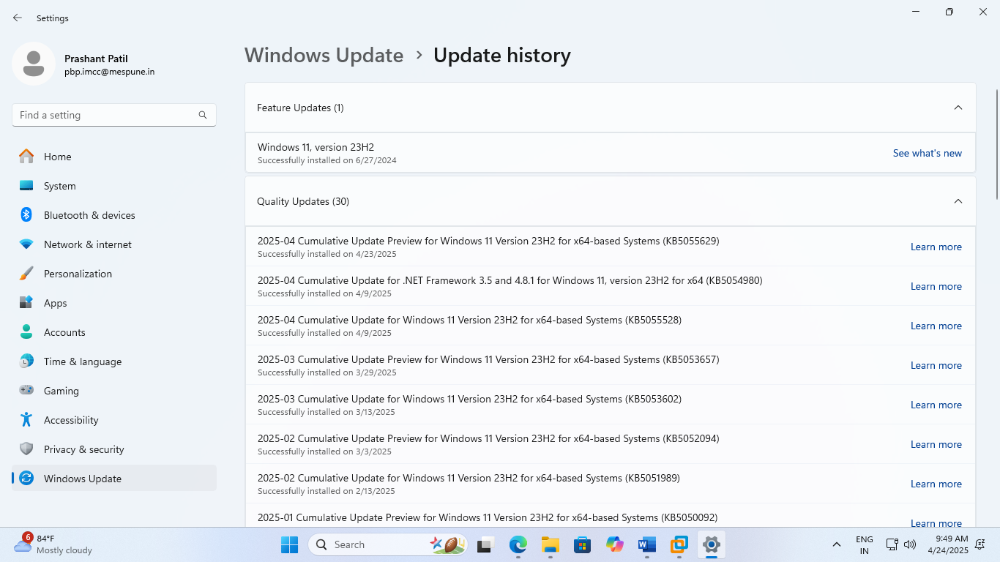 Settings
Prashant Patil
pbp.imcc@mespune.in
Find a setting
Home
System
Bluetooth & devices
Network & internet
Personalization
Apps
Accounts
Time & language
Gaming
Accessibility
Privacy & security
Windows Update
Windows Update > Update history
Feature Updates (1)
Windows 11, version 23H2
Successfully installed on 6/27/2024
See what's new
Quality Updates (30)
2025-04 Cumulative Update Preview for Windows 11 Version 23H2 for x64-based Systems (KB5055629)
Successfully installed on 4/23/2025
Learn more
2025-04 Cumulative Update for .NET Framework 3.5 and 4.8.1 for Windows 11, version 23H2 for x64 (KB5054980)
Successfully installed on 4/9/2025
Learn more
2025-04 Cumulative Update for Windows 11 Version 23H2 for x64-based Systems (KB5055528)
Successfully installed on 4/9/2025
Learn more
2025-03 Cumulative Update Preview for Windows 11 Version 23H2 for x64-based Systems (KB5053657)
Successfully installed on 3/29/2025
Learn more
2025-03 Cumulative Update for Windows 11 Version 23H2 for x64-based Systems (KB5053602)
Successfully installed on 3/13/2025
Learn more
2025-02 Cumulative Update Preview for Windows 11 Version 23H2 for x64-based Systems (KB5052094)
Successfully installed on 3/3/2025
Learn more
2025-02 Cumulative Update for Windows 11 Version 23H2 for x64-based Systems (KB5051989)
Successfully installed on 2/13/2025
Learn more
2025-01 Cumulative Update Preview for Windows 11 Version 23H2 for x64-based Systems (KB5050092)
Learn more
6
84°F
Mostly cloudy
Search
ENG
IN
9:49 AM
4/24/2025